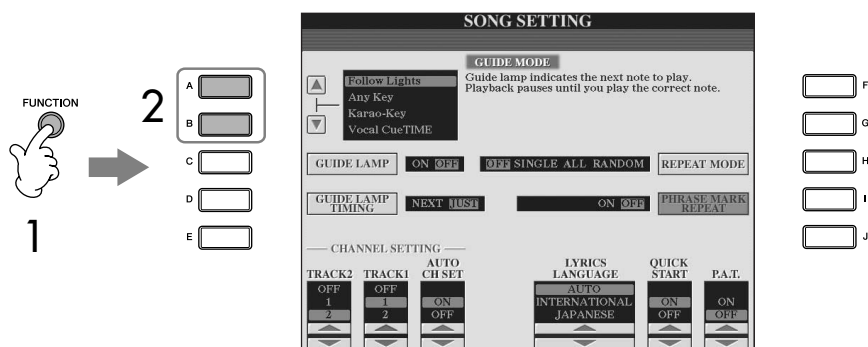 SONG SETTING
GUIDE MODE
Follow Lights
Any Key
Karao-Key
Vocal CueTIME
Guide lamp indicates the next note to play.
Playback pauses until you play the correct note.
FUNCTION
1
2
A
B
C
D
E
F
G
H
I
J
GUIDE LAMP ON OFF OFF SINGLE ALL RANDOM REPEAT MODE
GUIDE LAMP
TIMING
NEXT JUST
ON OFF
PHRASE MARK
REPEAT
CHANNEL SETTING
TRACK2
OFF
1
2
TRACK1
OFF
1
2
AUTO
CH SET
ON
OFF
LYRICS
LANGUAGE
AUTO
INTERNATIONAL
JAPANESE
QUICK
START
ON
OFF
P.A.T.
ON
OFF